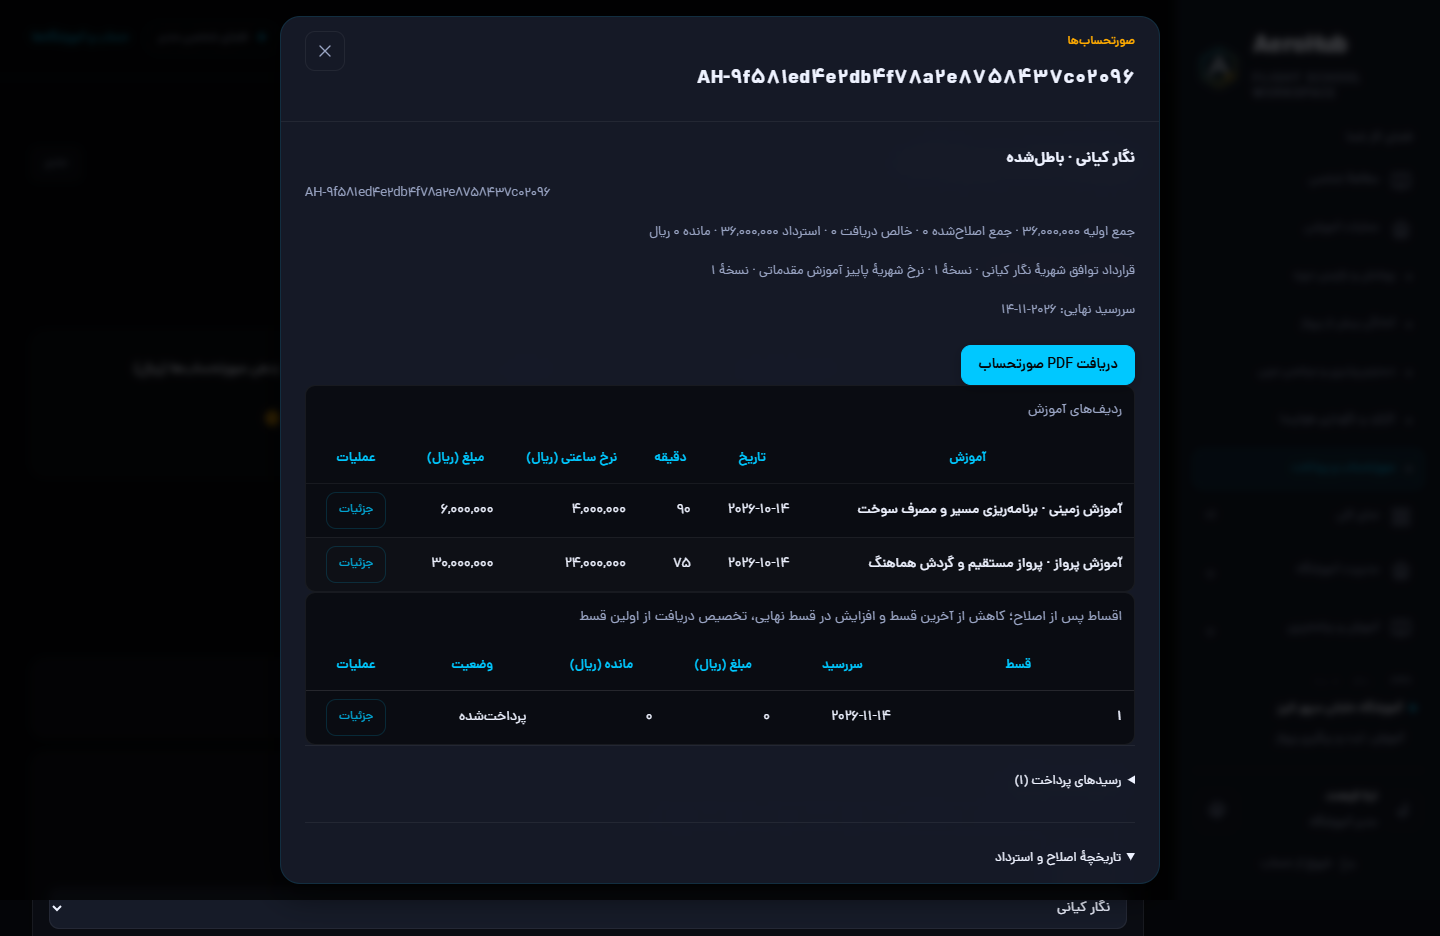 صورتحساب‌ها
AH-۹f۵۸۱ed۴e۲db۴f۷۸a۲e۸۷۵۸۴۳۷c۰۲۰۹۶
نگار کیانی · باطل‌شده
AH-۹f۵۸۱ed۴e۲db۴f۷۸a۲e۸۷۵۸۴۳۷c۰۲۰۹۶
جمع اولیه ۳۶,۰۰۰,۰۰۰ · جمع اصلاح‌شده ۰ · خالص دریافت ۰ · استرداد ۳۶,۰۰۰,۰۰۰ · مانده ۰ ریال
قرارداد توافق شهریهٔ نگار کیانی · نسخهٔ ۱ · نرخ شهریهٔ پاییز آموزش مقدماتی · نسخهٔ ۱
سررسید نهایی: ۲۰۲۶-۱۱-۱۴
دریافت PDF صورتحساب
ردیف‌های آموزش
آموزش تاریخ دقیقه نرخ ساعتی (ریال) مبلغ (ریال) عملیات
آموزش زمینی · برنامه‌ریزی مسیر و مصرف سوخت ۲۰۲۶-۱۰-۱۴ ۹۰ ۴,۰۰۰,۰۰۰ ۶,۰۰۰,۰۰۰ جزئیات
آموزش پرواز · پرواز مستقیم و گردش هماهنگ ۲۰۲۶-۱۰-۱۴ ۷۵ ۲۴,۰۰۰,۰۰۰ ۳۰,۰۰۰,۰۰۰ جزئیات
اقساط پس از اصلاح؛ کاهش از آخرین قسط و افزایش در قسط نهایی، تخصیص دریافت از اولین قسط
قسط سررسید مبلغ (ریال) مانده (ریال) وضعیت عملیات
۱ ۲۰۲۶-۱۱-۱۴ ۰ ۰ پرداخت‌شده جزئیات
رسیدهای پرداخت (۱)
تاریخچهٔ اصلاح و استرداد
نگار کیانی
AeroHub